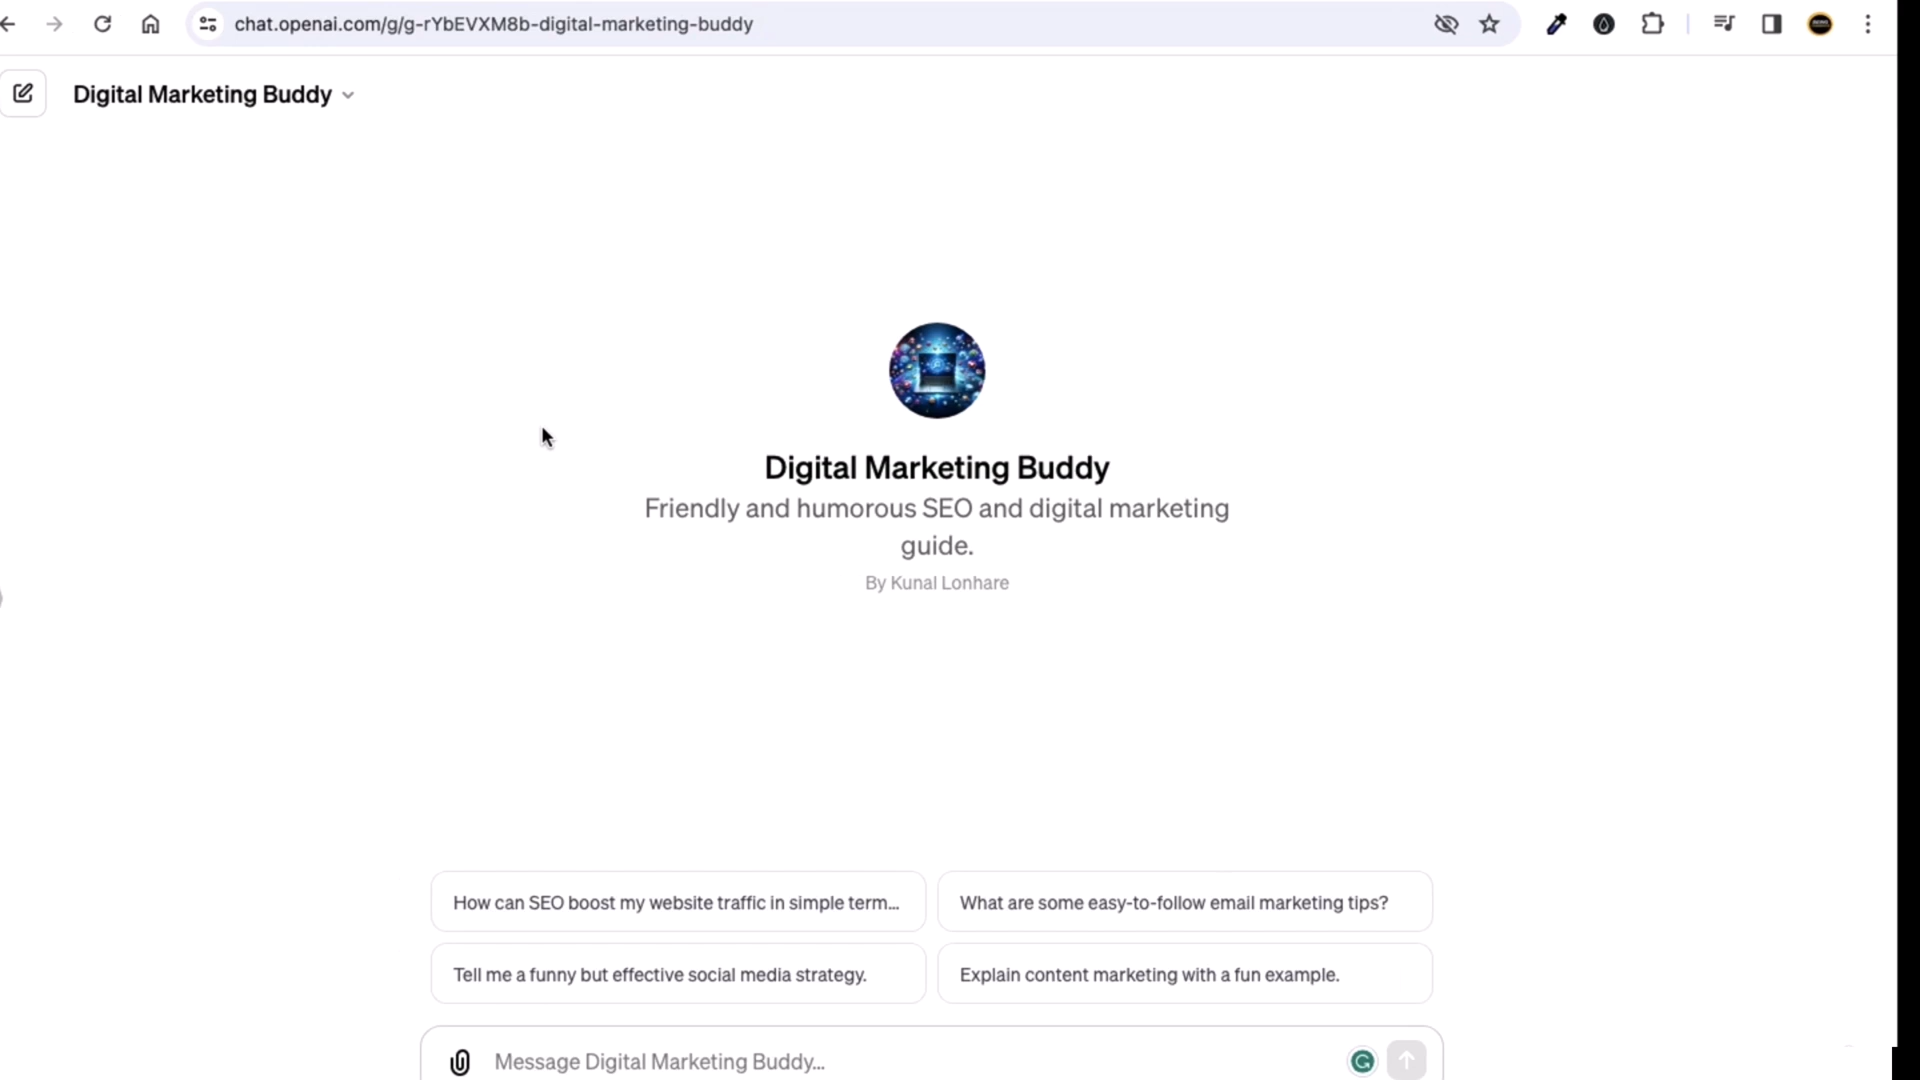 chat.openai.com/g/g-rYbEVXM8b-digital-marketing-buddy
Digital Marketing Buddy
Digital Marketing Buddy
Friendly and humorous SEO and digital marketing
guide.
By Kunal Lonhare
How can SEO boost my website traffic in simple term...
What are some easy-to-follow email marketing tips?
Tell me a funny but effective social media strategy.
Explain content marketing with a fun example.
Message Digital Marketing Buddy...